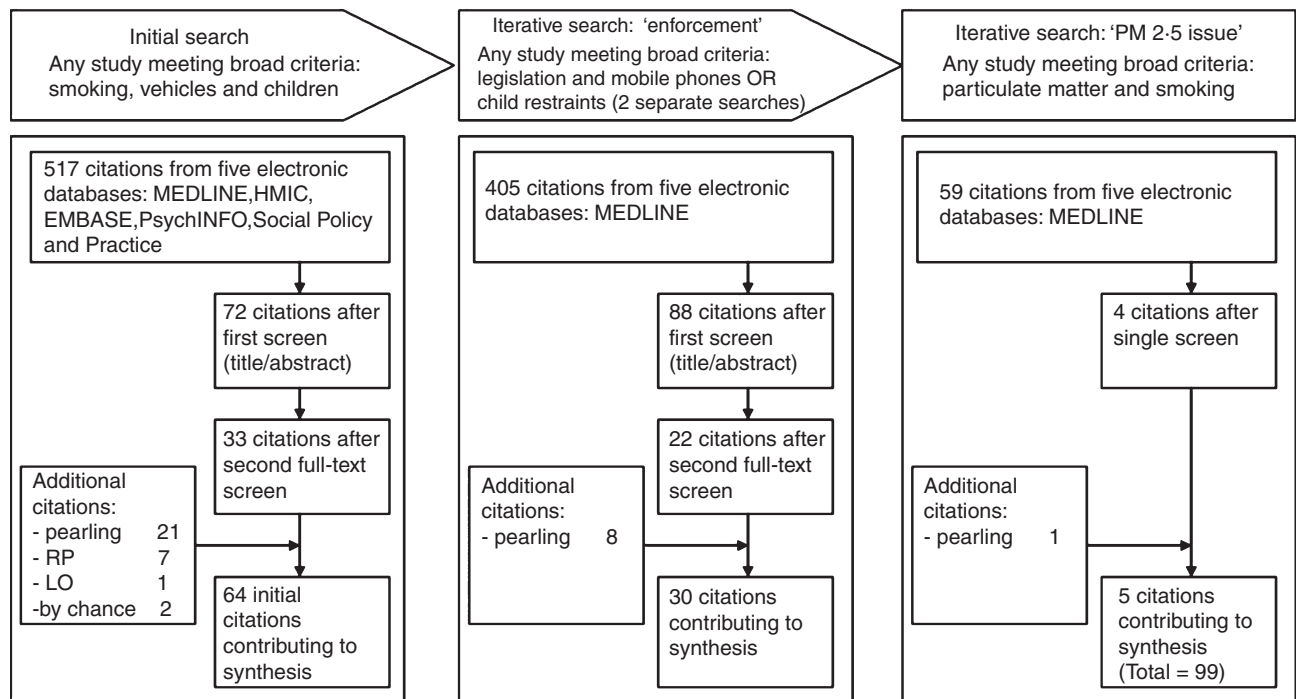 Initial search
Any study meeting broad criteria:
smoking, vehicles and children
517 citations from five electronic
databases: MEDLINE,HMIC,
EMBASE,PsychINFO,Social Policy
and Practice
72 citations after
first screen
(title/abstract)
33 citations after
second full-text
screen
Additional
citations:
- pearling 21
- RP 7
- LO 1
-by chance 2
64 initial
citations
contributing to
synthesis
Iterative search: ‘enforcement’
Any study meeting broad criteria:
legislation and mobile phones OR
child restraints (2 separate searches)
405 citations from five electronic
databases: MEDLINE
88 citations after
first screen
(title/abstract)
22 citations after
second full-text
screen
Additional
citations:
- pearling 8
30 citations
contributing to
synthesis
Iterative search: ‘PM 2·5 issue’
Any study meeting broad criteria:
particulate matter and smoking
59 citations from five electronic
databases: MEDLINE
4 citations after
single screen
Additional
citations:
- pearling 1
5 citations
contributing to
synthesis
(Total = 99)